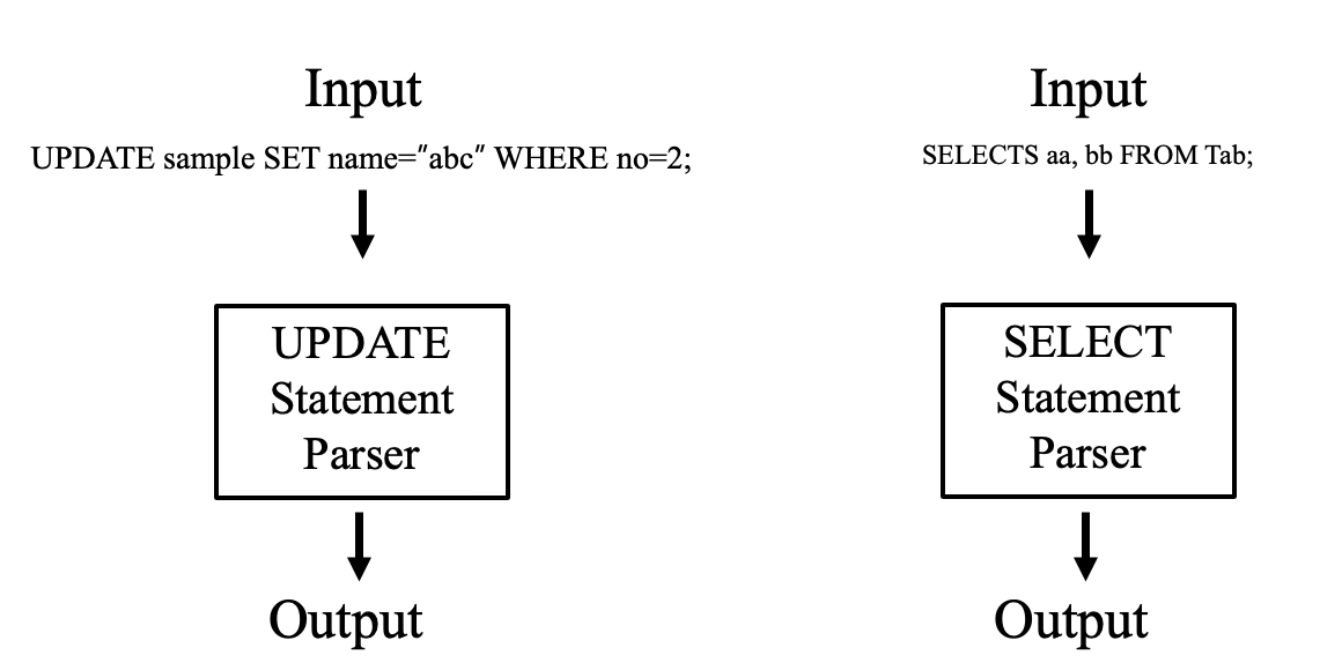 Input
UPDATE sample SET name="abc" WHERE no=2;
UPDATE
Statement
Parser
Output
Input
SELECTS aa, bb FROM Tab;
SELECT
Statement
Parser
Output